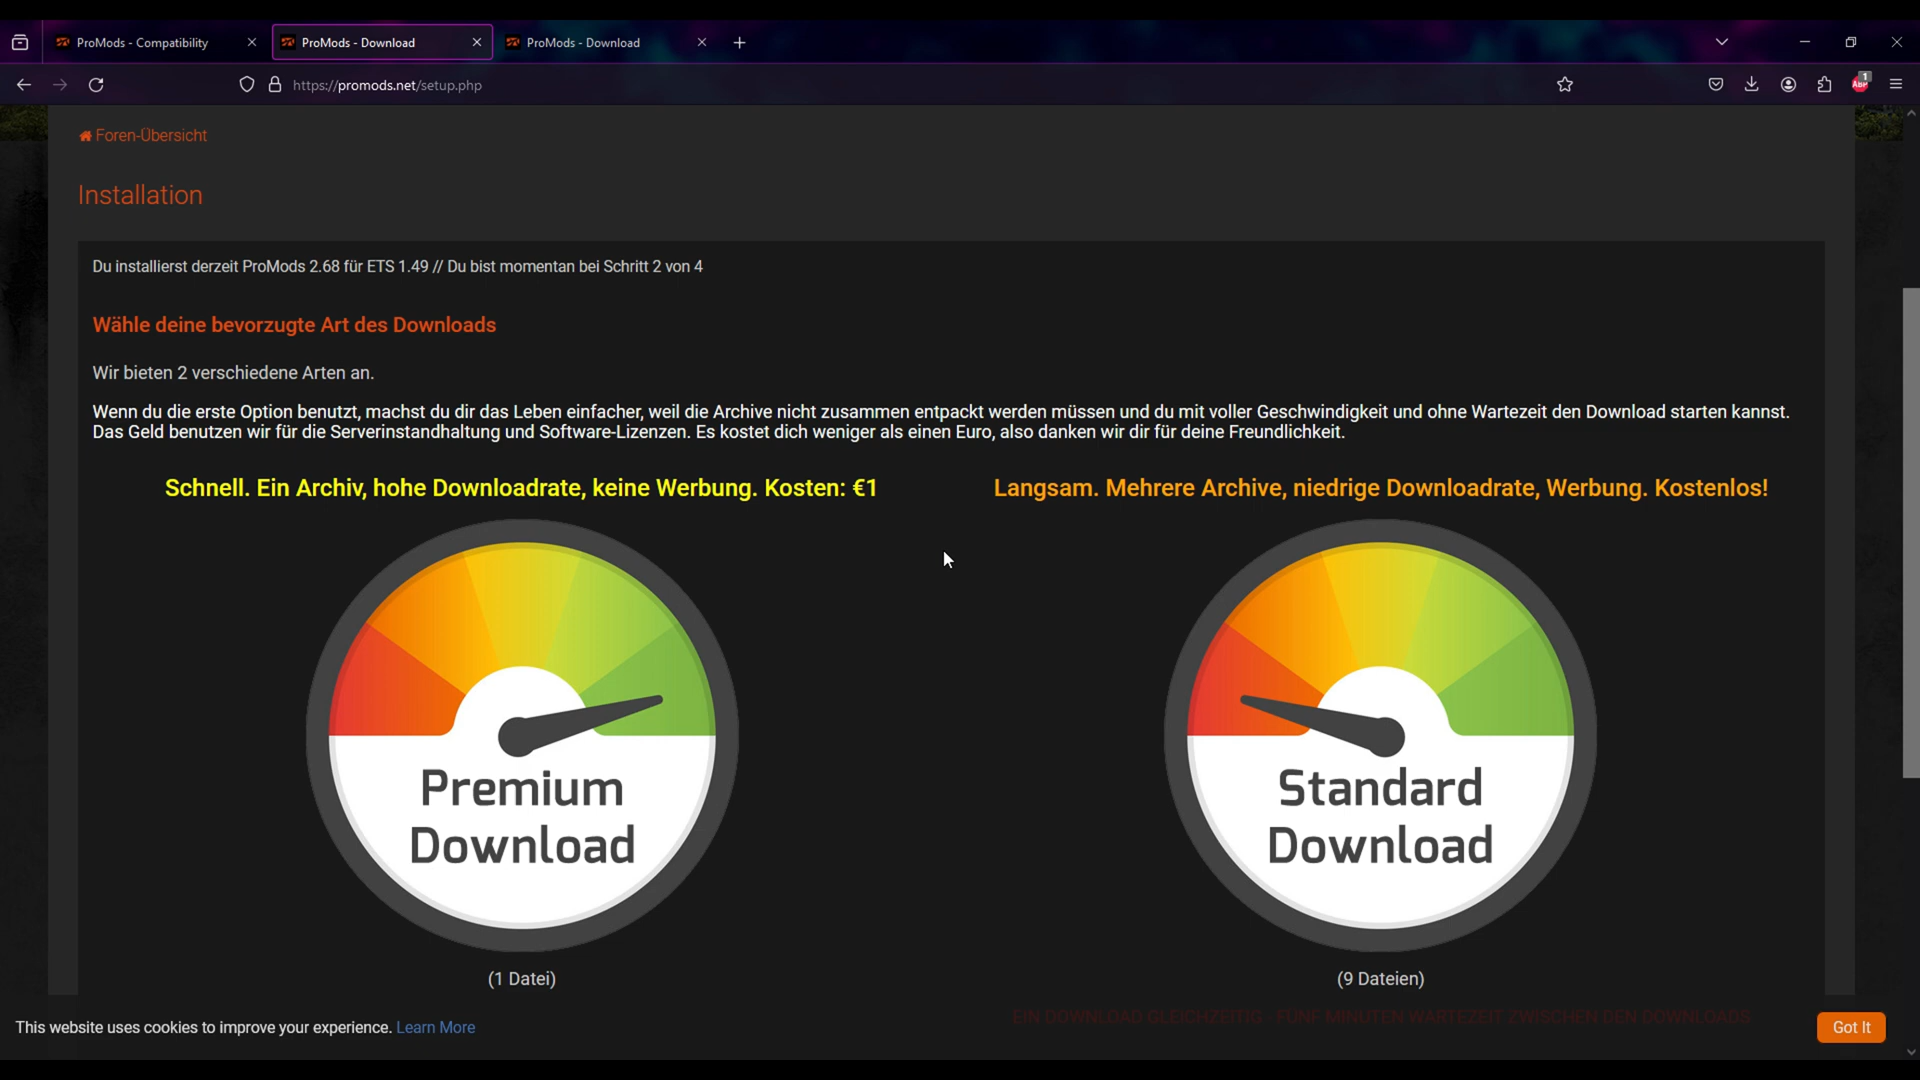 ProMods - Compatibility
ProMods - Download
ProMods - Download
https://promods.net/setup.php
1
ABP
Foren-Übersicht
Installation
Du installierst derzeit ProMods 2.68 für ETS 1.49 // Du bist momentan bei Schritt 2 von 4
Wähle deine bevorzugte Art des Downloads
Wir bieten 2 verschiedene Arten an.
Wenn du die erste Option benutzt, machst du dir das Leben einfacher, weil die Archive nicht zusammen entpackt werden müssen und du mit voller Geschwindigkeit und ohne Wartezeit den Download starten kannst.
Das Geld benutzen wir für die Serverinstandhaltung und Software-Lizenzen. Es kostet dich weniger als einen Euro, also danken wir dir für deine Freundlichkeit.
Schnell. Ein Archiv, hohe Downloadrate, keine Werbung. Kosten: €1
Langsam. Mehrere Archive, niedrige Downloadrate, Werbung. Kostenlos!
Premium
Download
Standard
Download
(1 Datei)
(9 Dateien)
EIN DOWNLOAD GLEICHZEITIG - FÜNF MINUTEN WARTEZEIT ZWISCHEN DEN DOWNLOADS
This website uses cookies to improve your experience. Learn More
Got It